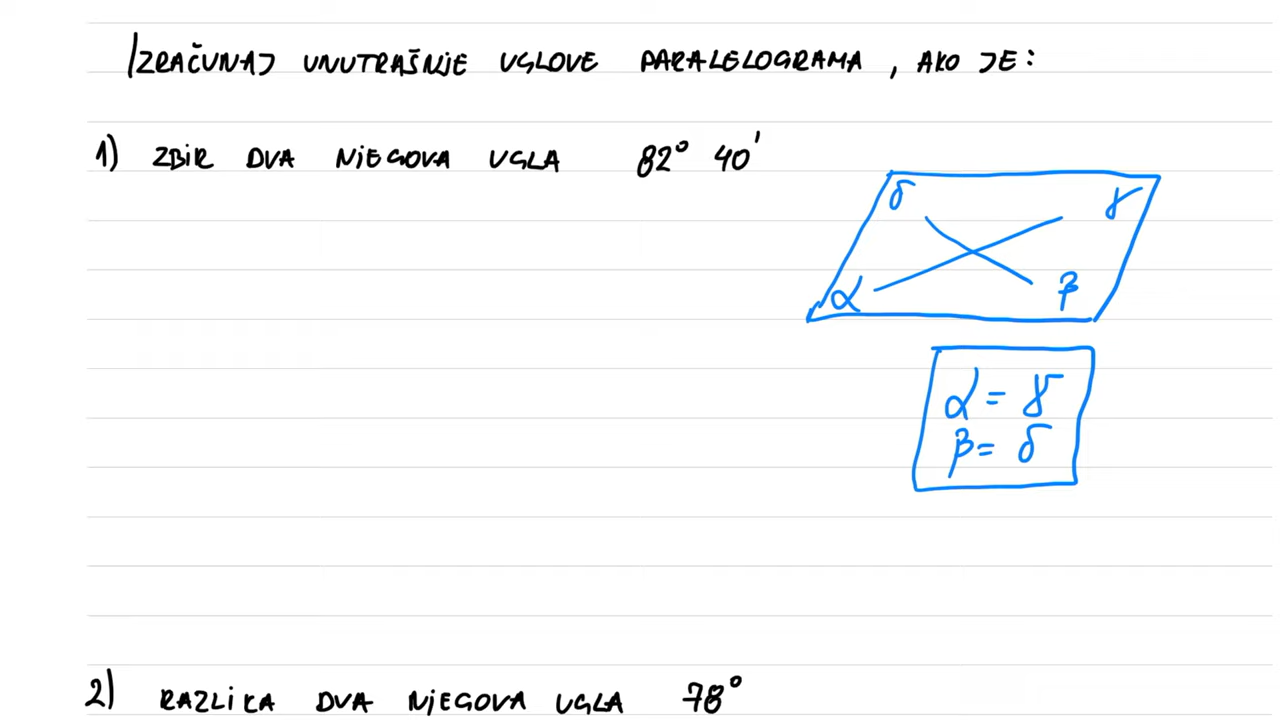 IZRAČUNAJ UNUTRAŠNJE UGLOVE PARALELOGRAMA, AKO JE:
1) ZBIR DVA NJEGOVA UGLA 82° 40'
δ γ
α β
α = γ
β = δ
2) RAZLIKA DVA NJEGOVA UGLA 78°